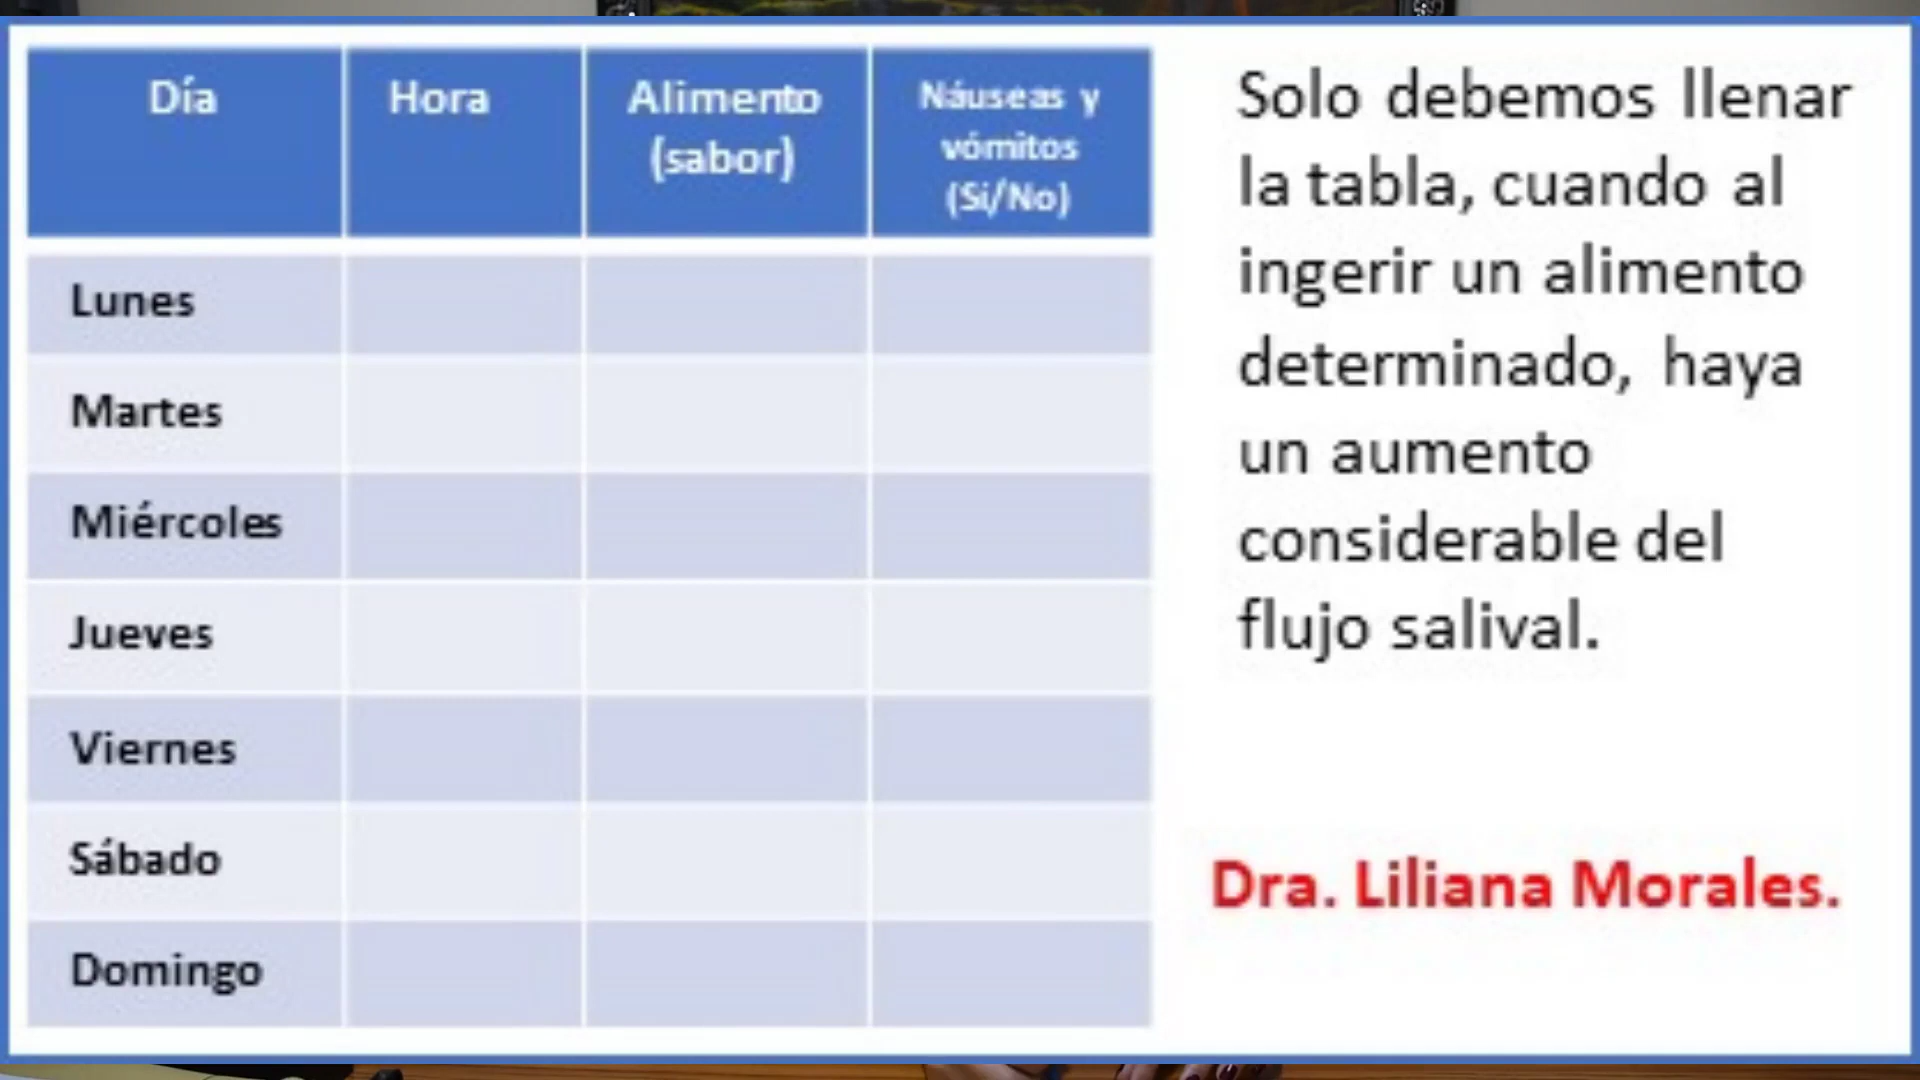 Día Hora Alimento (sabor) Náuseas y vómitos (Sí/No)
Lunes
Martes
Miércoles
Jueves
Viernes
Sábado
Domingo
Solo debemos llenar
la tabla, cuando al
ingerir un alimento
determinado, haya
un aumento
considerable del
flujo salival.
Dra. Liliana Morales.